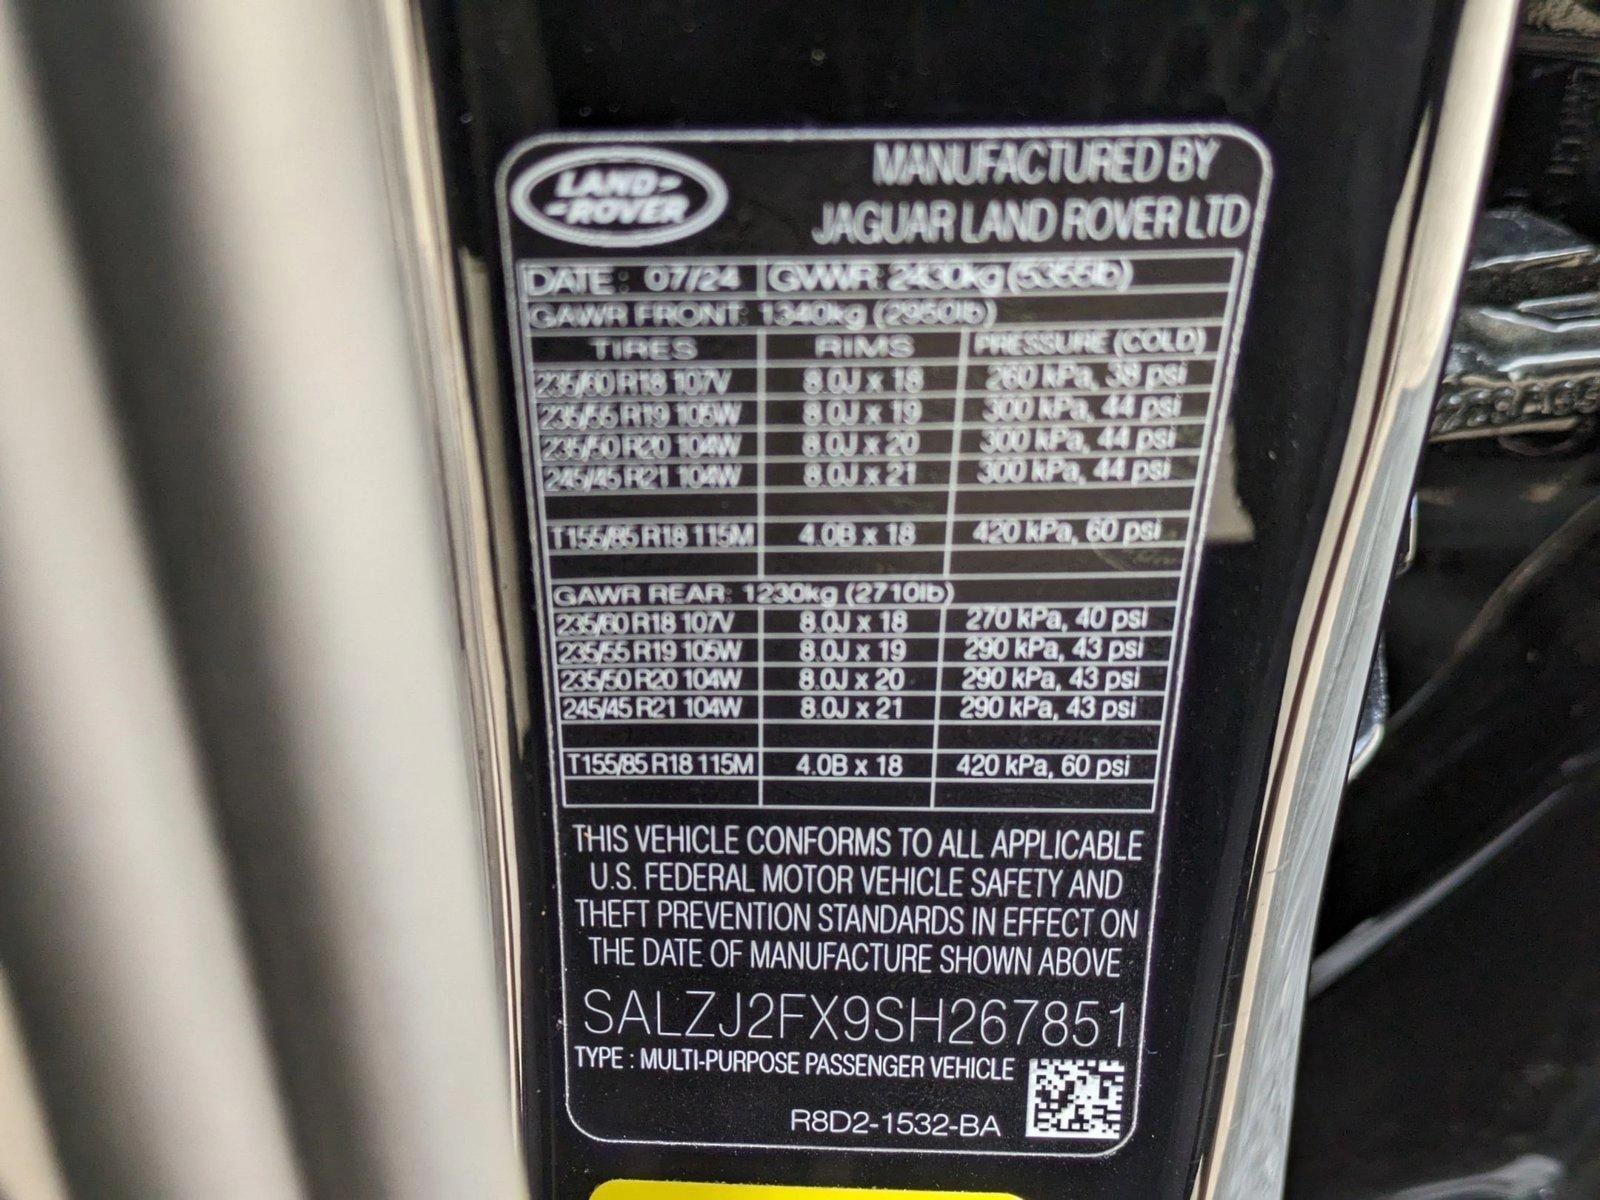 LAND-
-ROVER
MANUFACTURED BY
JAGUAR LAND ROVER LTD
DATE: 07/24 GVWR 2430kg (5355lb)
GAWR FRONT: 1340kg (2950lb)
TIRES RIMS PRESSURE (COLD)
235/60 R18 107V 8.0J x 18 260 kPa, 38 psi
235/55 R19 105W 8.0J x 19 300 kPa, 44 psi
235/50 R20 104W 8.0J x 20 300 kPa, 44 psi
245/45 R21 104W 8.0J x 21 300 kPa, 44 psi
T155/85 R18 115M 4.0B x 18 420 kPa, 60 psi
GAWR REAR: 1230kg (2710lb)
235/60 R18 107V 8.0J x 18 270 kPa, 40 psi
235/55 R19 105W 8.0J x 19 290 kPa, 43 psi
235/50 R20 104W 8.0J x 20 290 kPa, 43 psi
245/45 R21 104W 8.0J x 21 290 kPa, 43 psi
T155/85 R18 115M 4.0B x 18 420 kPa, 60 psi
THIS VEHICLE CONFORMS TO ALL APPLICABLE
U.S. FEDERAL MOTOR VEHICLE SAFETY AND
THEFT PREVENTION STANDARDS IN EFFECT ON
THE DATE OF MANUFACTURE SHOWN ABOVE
SALZJ2FX9SH267851
TYPE : MULTI-PURPOSE PASSENGER VEHICLE
R8D2-1532-BA